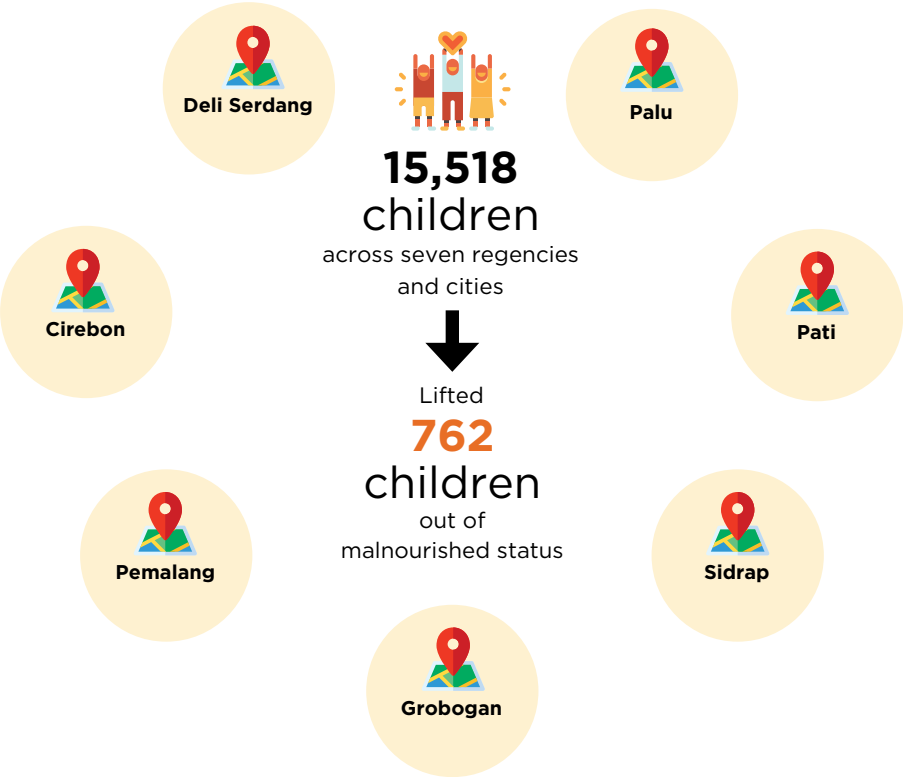 Deli Serdang
Palu
15,518
children
across seven regencies
and cities
Cirebon
Pati
Lifted
762
children
out of
malnourished status
Pemalang
Sidrap
Grobogan